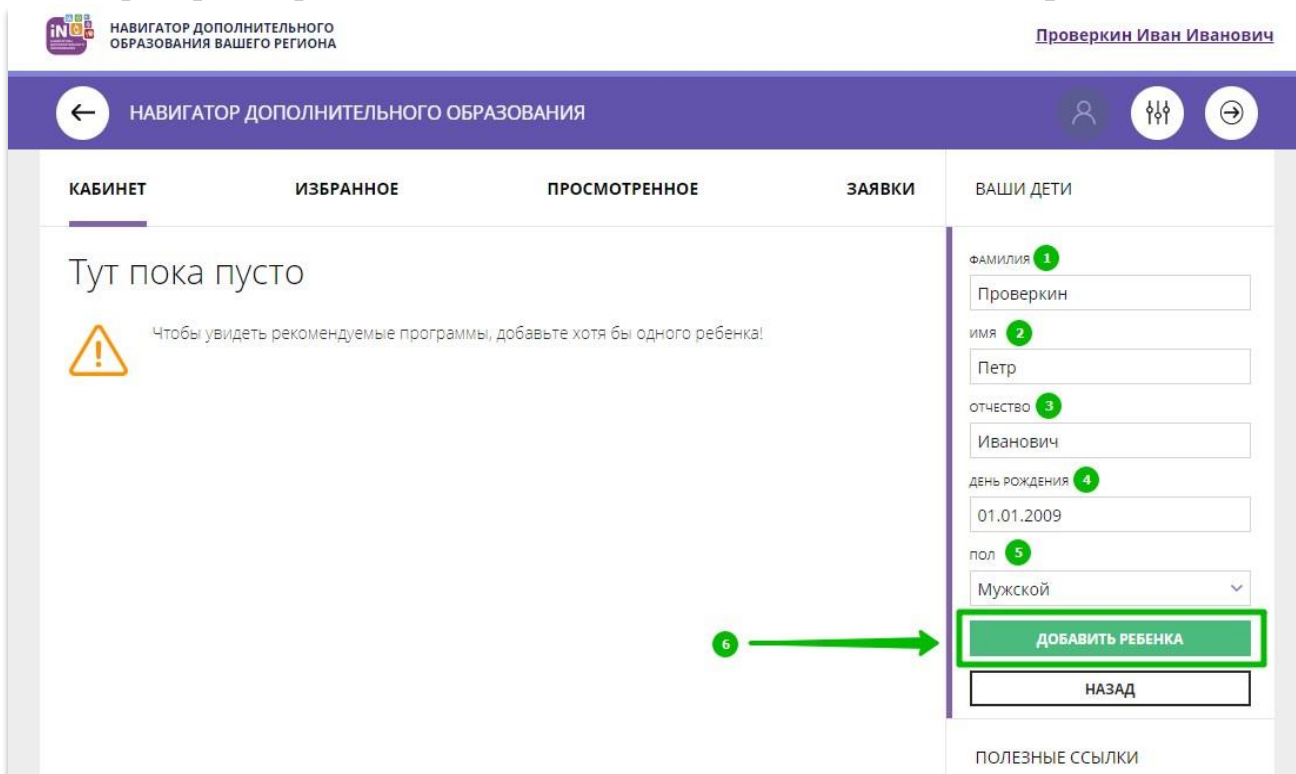 iNO
НАВИГАТОР ДОПОЛНИТЕЛЬНОГО
ОБРАЗОВАНИЯ ВАШЕГО РЕГИОНА
Проверкин Иван Иванович
НАВИГАТОР ДОПОЛНИТЕЛЬНОГО ОБРАЗОВАНИЯ
КАБИНЕТ ИЗБРАННОЕ ПРОСМОТРЕННОЕ ЗАЯВКИ
Тут пока пусто
Чтобы увидеть рекомендуемые программы, добавьте хотя бы одного ребенка!
ВАШИ ДЕТИ
ФАМИЛИЯ 1
Проверкин
ИМЯ 2
Петр
ОТЧЕСТВО 3
Иванович
ДЕНЬ РОЖДЕНИЯ 4
01.01.2009
ПОЛ 5
Мужской
6
ДОБАВИТЬ РЕБЕНКА
НАЗАД
ПОЛЕЗНЫЕ ССЫЛКИ